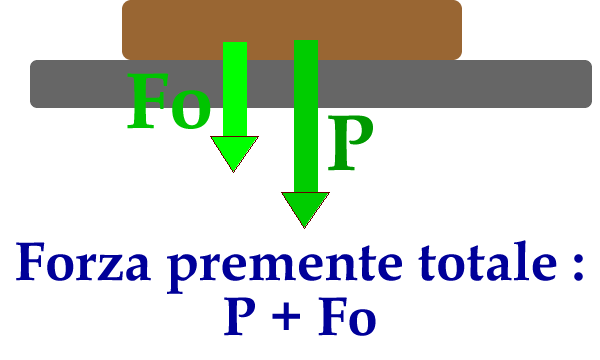 Fo
P
Forza premente totale :
P + Fo